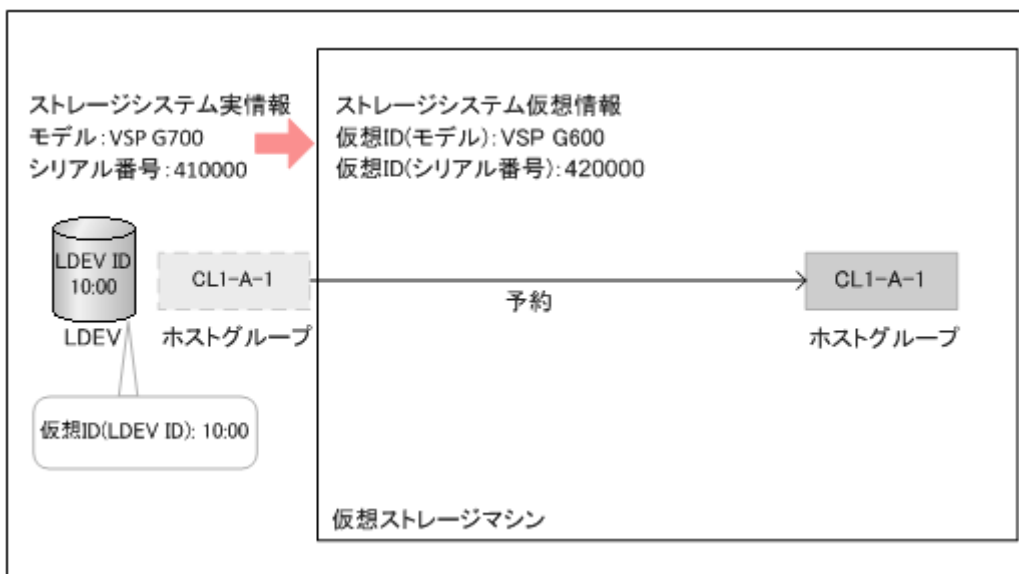 ストレージシステム実情報
モデル:VSP G700
シリアル番号:410000
ストレージシステム仮想情報
仮想ID(モデル):VSP G600
仮想ID(シリアル番号):420000
LDEV ID
10:00
LDEV
CL1-A-1
ホストグループ
予約
CL1-A-1
ホストグループ
仮想ID(LDEV ID): 10:00
仮想ストレージマシン